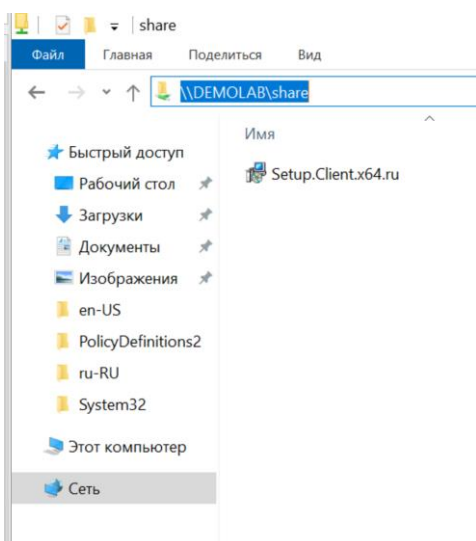 share
Файл Главная Поделиться Вид
\\DEMOLAB\share
Имя
Быстрый доступ
Setup.Client.x64.ru
Рабочий стол
Загрузки
Документы
Изображения
en-US
PolicyDefinitions2
ru-RU
System32
Этот компьютер
Сеть